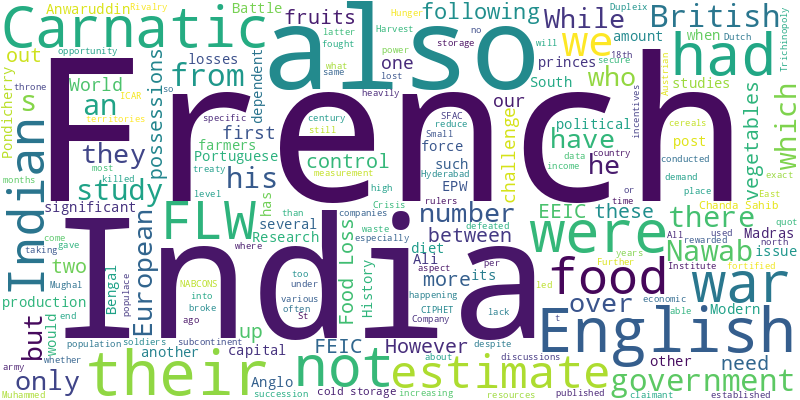 Carnatic
also
following
British
Anwaruddin
Rivalry
Battle
Hunger
Dupleix
Harvest
Dutch
fruits
While
opportunity
storage
no
latter
fought
out
losses
princes
amount
when
we
had
same
power
18th
will
from
one
who
South
studies
World
dependent
an
what
lost
secure
Austrian
Trichinopoly
throne
ICAR
possessions
heavily
our
political
s
French
Pondicherry
territories
specific
first
SFAC
reduce
Small
incentives
cereals
which
they
century
still
such
have
post
Indian
Portuguese
farmers
force
challenge
vegetables
most
treaty
measurement
Hyderabad
data
income
country
conducted
study
control
he
months
killed
level
high
Crisis
rulers
EPW
or
time
demand
place
East
exact
significant
his
has
than
companies
number
EEIC
these
there
Chanda Sahib
European
FLW
several
Research
waste
especially
defeated
between
were
All
used
rewarded
Madras
north
quot
come
gave
where
Food Loss
diet
Ali
Nawab
issue
taking
two
Bengal
India
History
more
aspect
happening
its
food
war
Further
Institute
fortified
Mughal
populace
NABCONS
too
under
per
led
years
production
into
broke
various
often
CIPHET
Company
lack
over
economic
able
Modern
but
would
end
ago
up
St
FEIC
However
English
t
population
soldiers
subcontinent
another
lso
despite
need
other
whether
only
army
their
Anglo
capital
not
about
discussions
estimate
government
Muhammed
succession
cold storage
increasing
resources
published
claimant
established